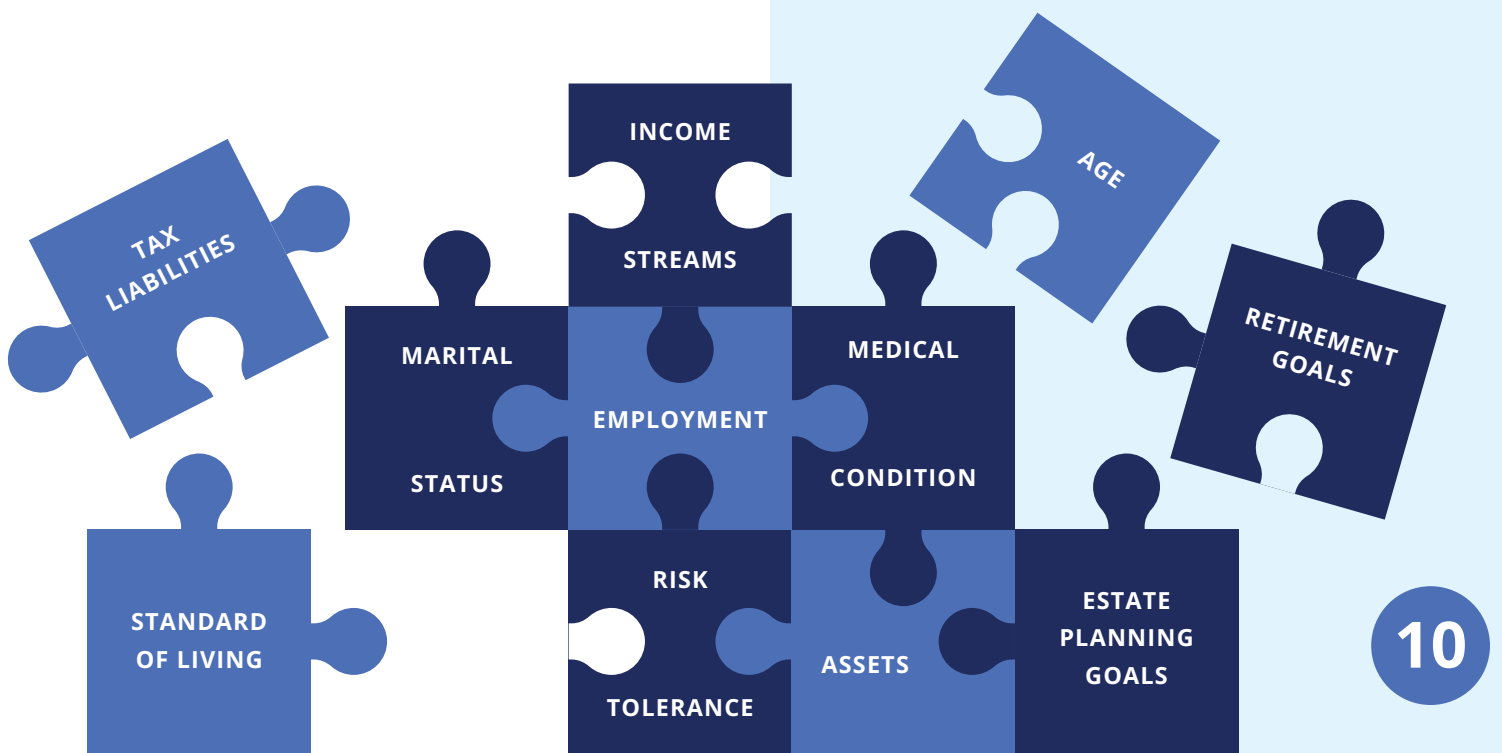 INCOME
STREAMS
AGE
TAX
LIABILITIES
RETIREMENT
GOALS
MARITAL
STATUS
EMPLOYMENT
MEDICAL
CONDITION
STANDARD
OF LIVING
RISK
TOLERANCE
ASSETS
ESTATE
PLANNING
GOALS
10